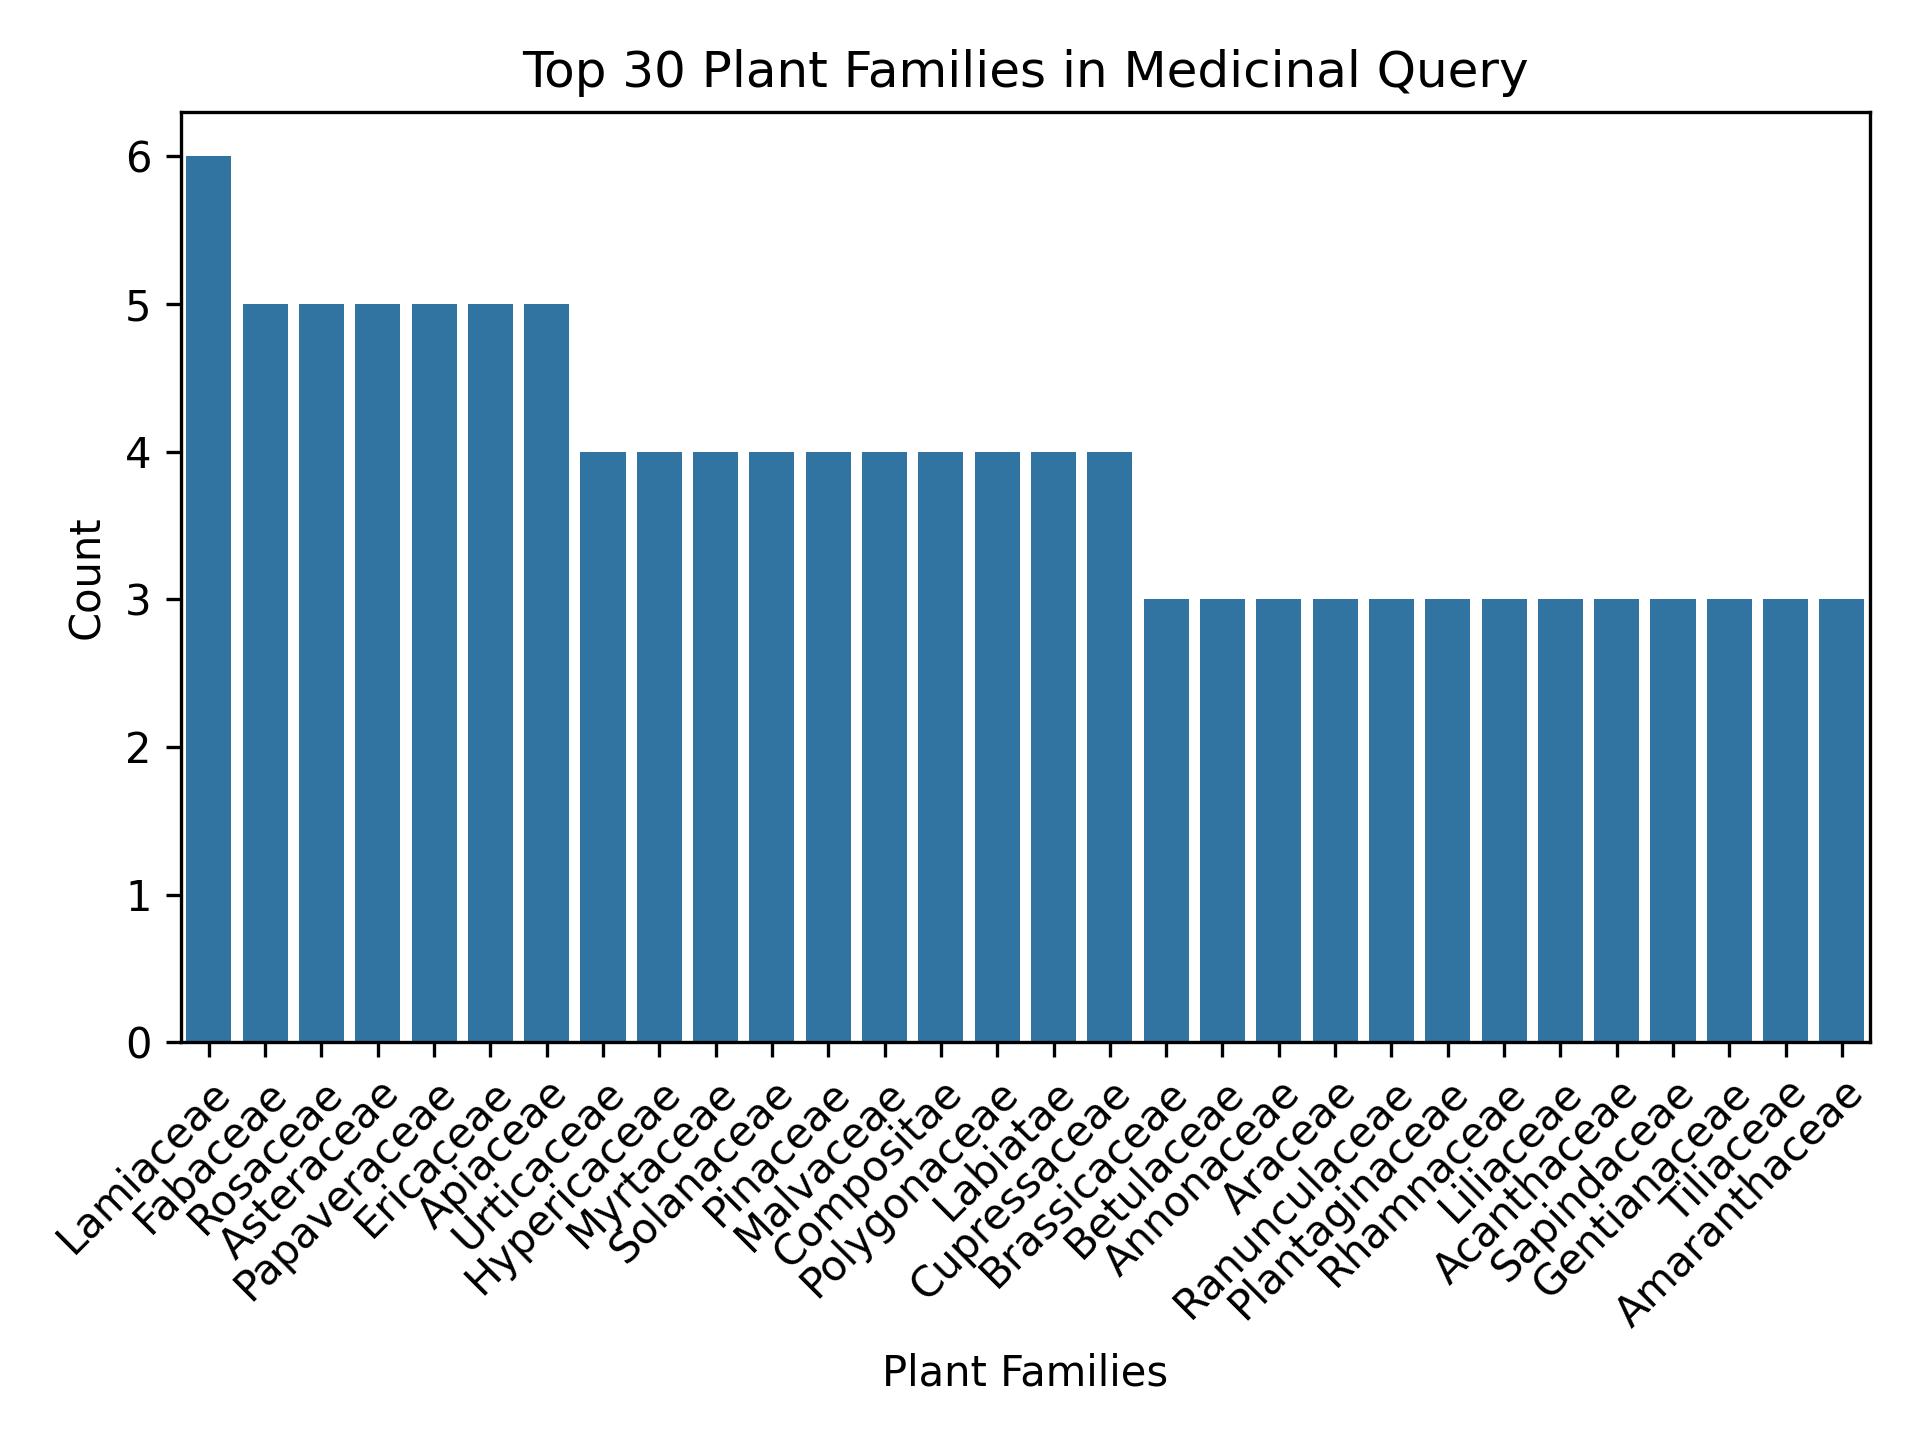 Top 30 Plant Families in Medicinal Query
6
5
4
3
2
1
0
Count
Lamiaceae
Fabaceae
Rosaceae
Asteraceae
Papaveraceae
Ericaceae
Apiaceae
Urticaceae
Hypericaceae
Myrtaceae
Solanaceae
Pinaceae
Malvaceae
Compositae
Polygonaceae
Labiatae
Cupressaceae
Brassicaceae
Betulaceae
Annonaceae
Araceae
Ranunculaceae
Plantaginaceae
Rhamnaceae
Liliaceae
Acanthaceae
Sapindaceae
Gentianaceae
Tiliaceae
Amaranthaceae
Plant Families